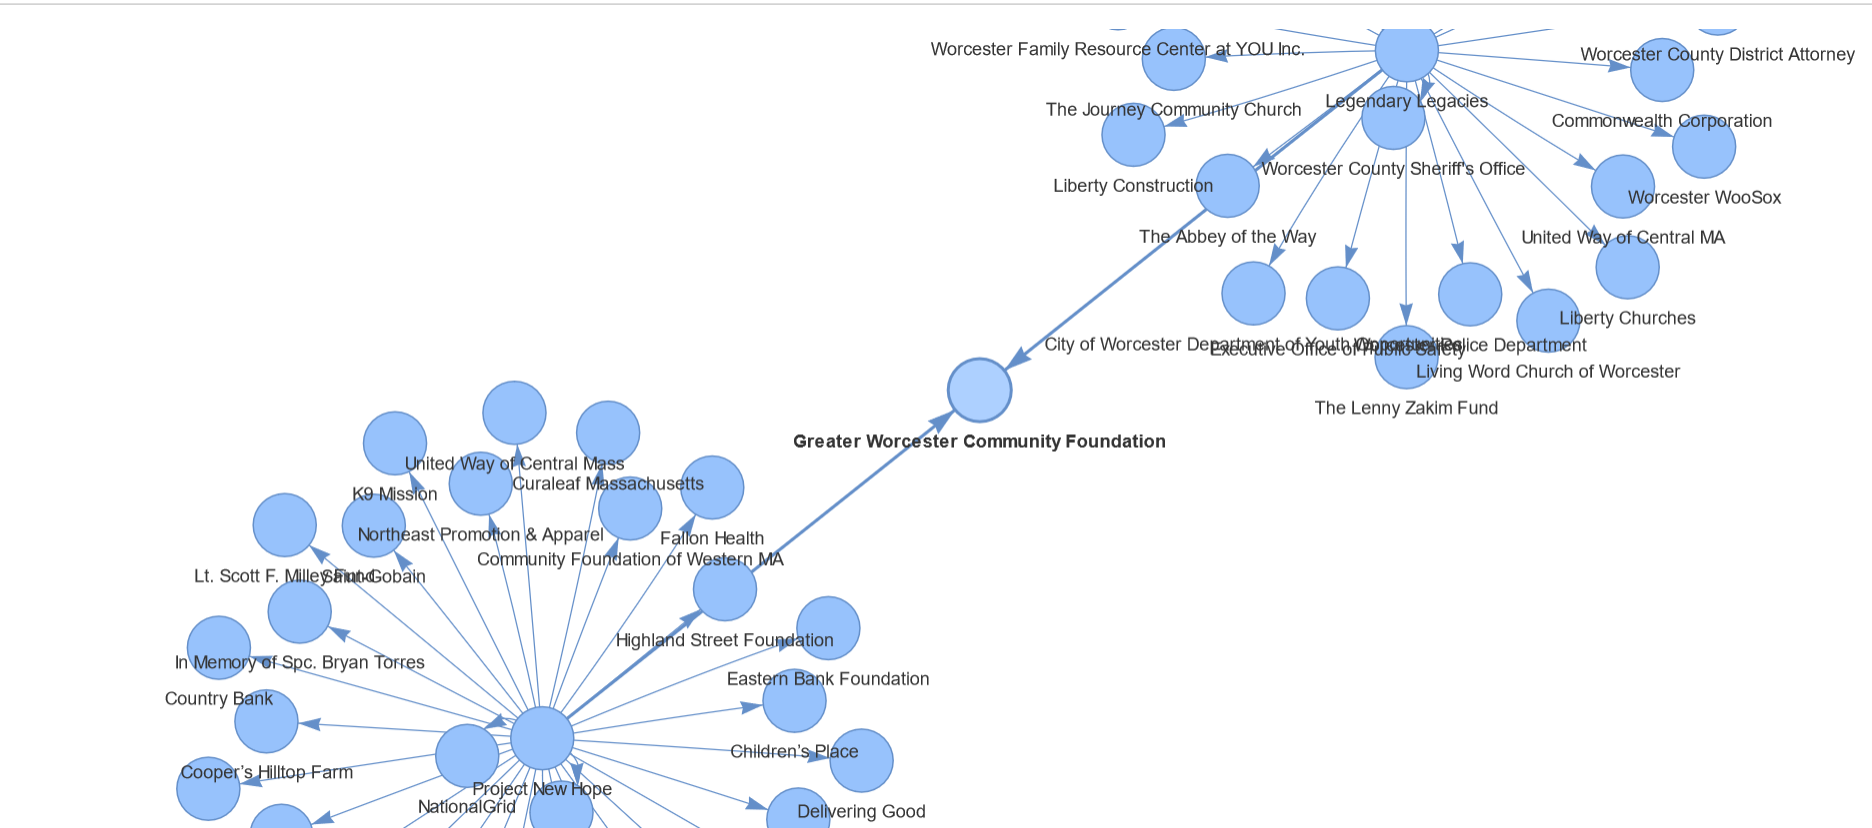 Worcester Family Resource Center at YOU Inc.
Worcester County District Attorney
Legendary Legacies
The Journey Community Church
Commonwealth Corporation
Worcester County Sheriff's Office
Liberty Construction
Worcester WooSox
The Abbey of the Way
United Way of Central MA
Liberty Churches
City of Worcester Department of Youth Opportunities
Worcester Police Department
Executive Office of Public Safety
Living Word Church of Worcester
The Lenny Zakim Fund
Greater Worcester Community Foundation
United Way of Central Mass
Curaleaf Massachusetts
K9 Mission
Northeast Promotion & Apparel
Fallon Health
Community Foundation of Western MA
Lt. Scott F. Milley Fund
Saint-Gobain
Highland Street Foundation
In Memory of Spc. Bryan Torres
Eastern Bank Foundation
Country Bank
Children's Place
Cooper's Hilltop Farm
Project New Hope
NationalGrid
Delivering Good